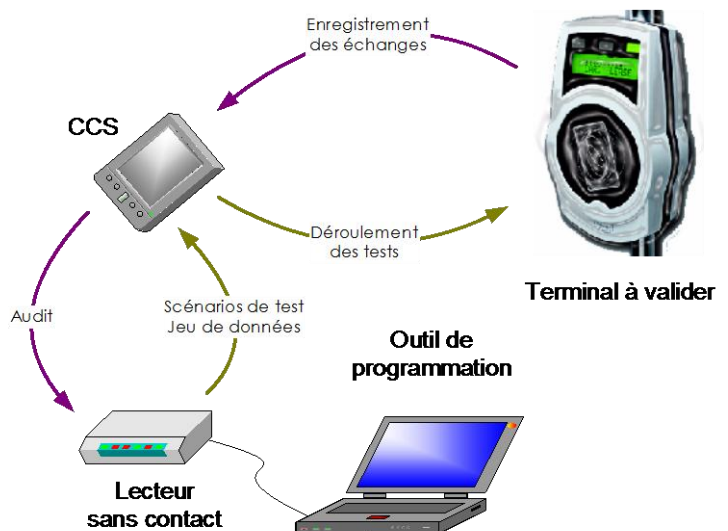 Enregistrement
des échanges
CCS
Déroulement
des tests
Terminal à valider
Audit
Scénarios de test
Jeu de données
Outil de
programmation
Lecteur
sans contact